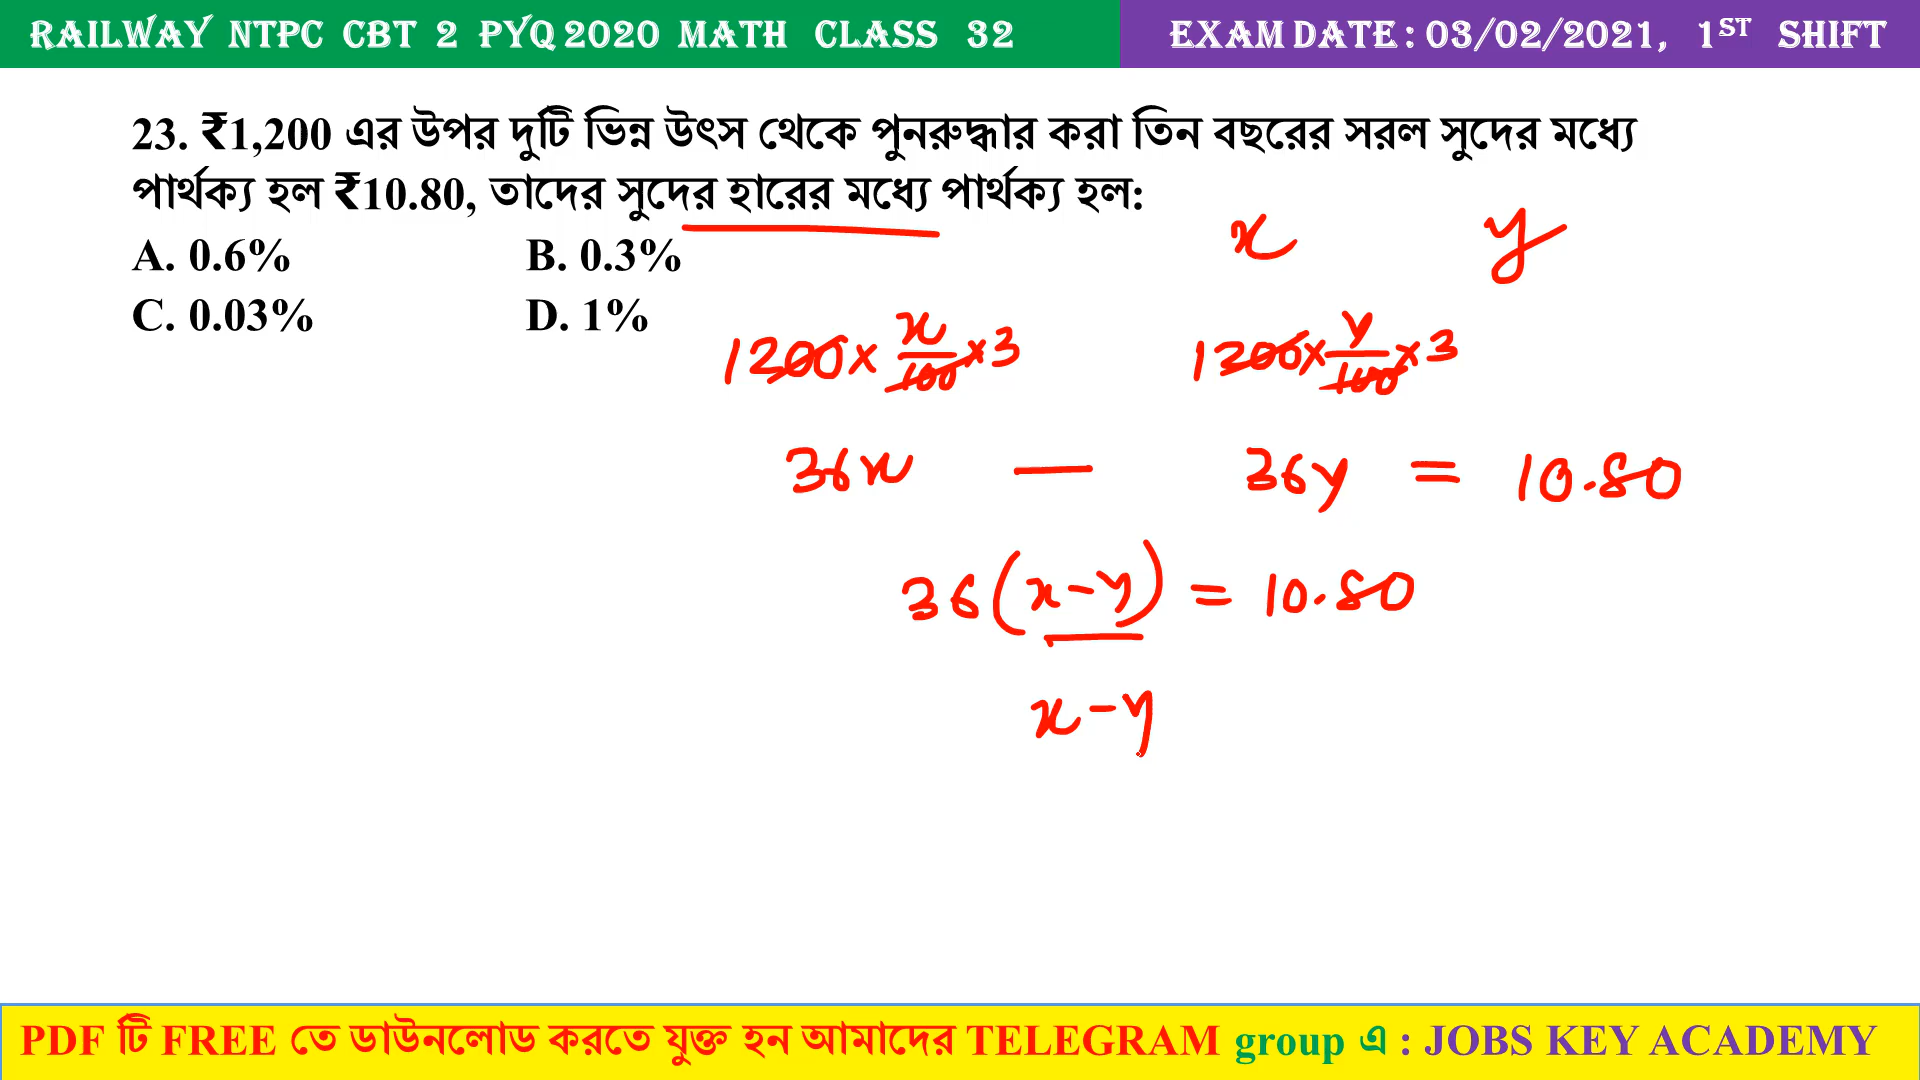 RAILWAY NTPC CBT 2 PYQ 2020 MATH CLASS 32
EXAM DATE : 03/02/2021, 1ST SHIFT
23. ₹1,200 এর উপর দুটি ভিন্ন উৎস থেকে পুনরুদ্ধার করা তিন বছরের সরল সুদের মধ্যে
পার্থক্য হল ₹10.80, তাদের সুদের হারের মধ্যে পার্থক্য হল:
A. 0.6% B. 0.3%
C. 0.03% D. 1%
x y
1200 × x/100 × 3 1200 × y/100 × 3
36x — 36y = 10.80
36(x-y) = 10.80
x-y
PDF টি FREE তে ডাউনলোড করতে যুক্ত হন আমাদের TELEGRAM group এ : JOBS KEY ACADEMY